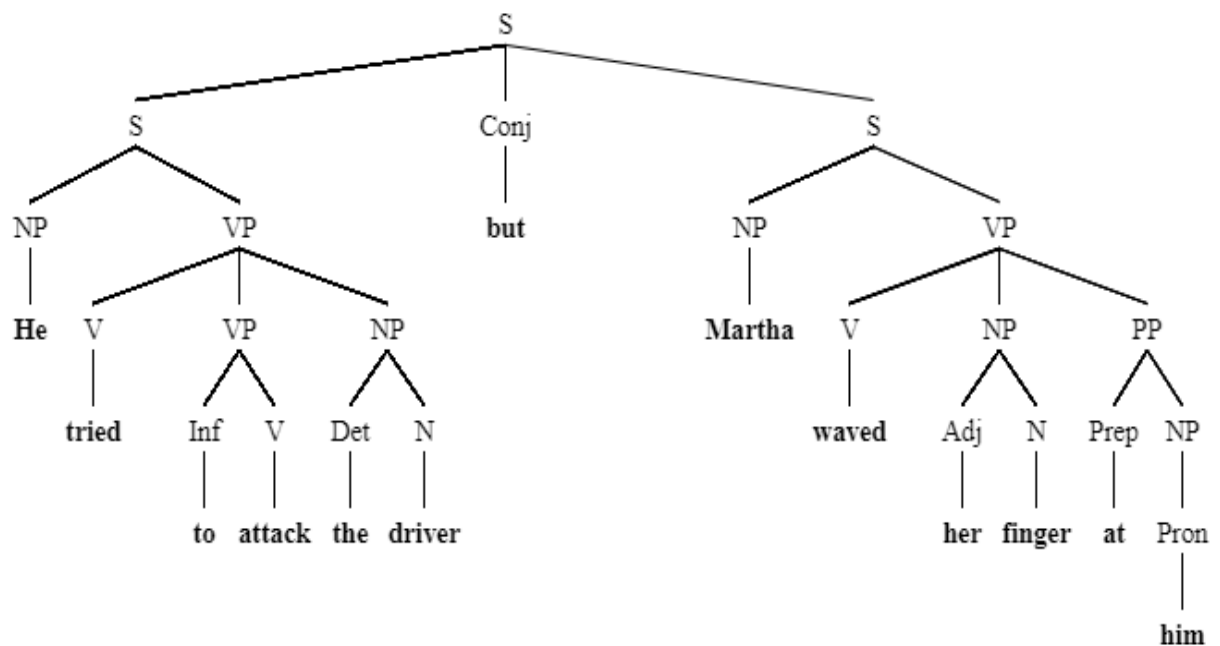 S
S Conj S
NP VP but NP VP
He V VP NP Martha V NP PP
tried Inf V Det N waved Adj N Prep NP
to attack the driver her finger at Pron
him